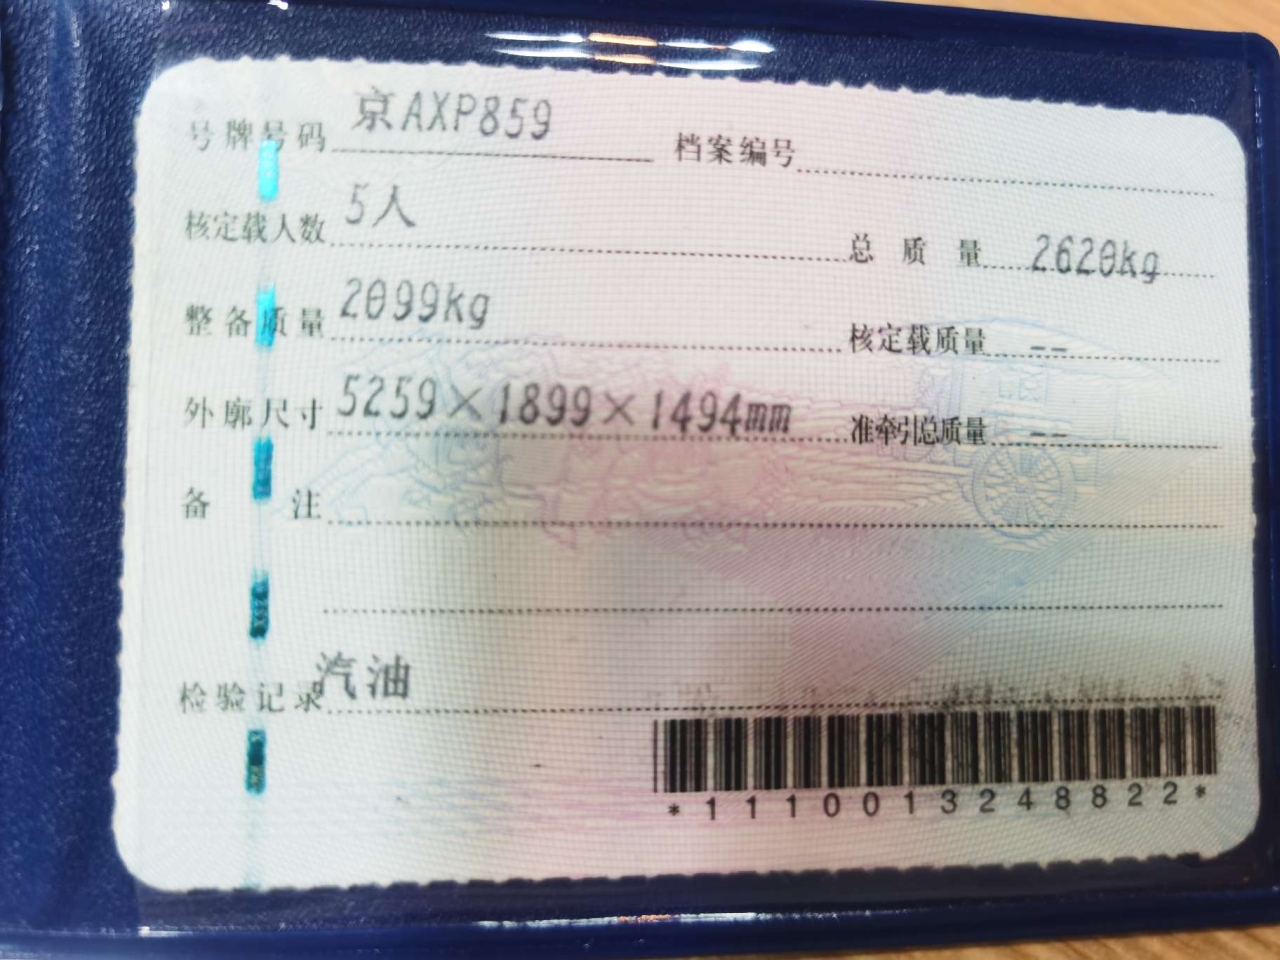 号牌号码 京AXP859 档案编号
核定载人数 5人 总质量 2620kg
整备质量 2099kg 核定载质量 --
外廓尺寸 5259×1899×1494mm 准牵引总质量 --
备注
检验记录 汽油
*1110013248822*